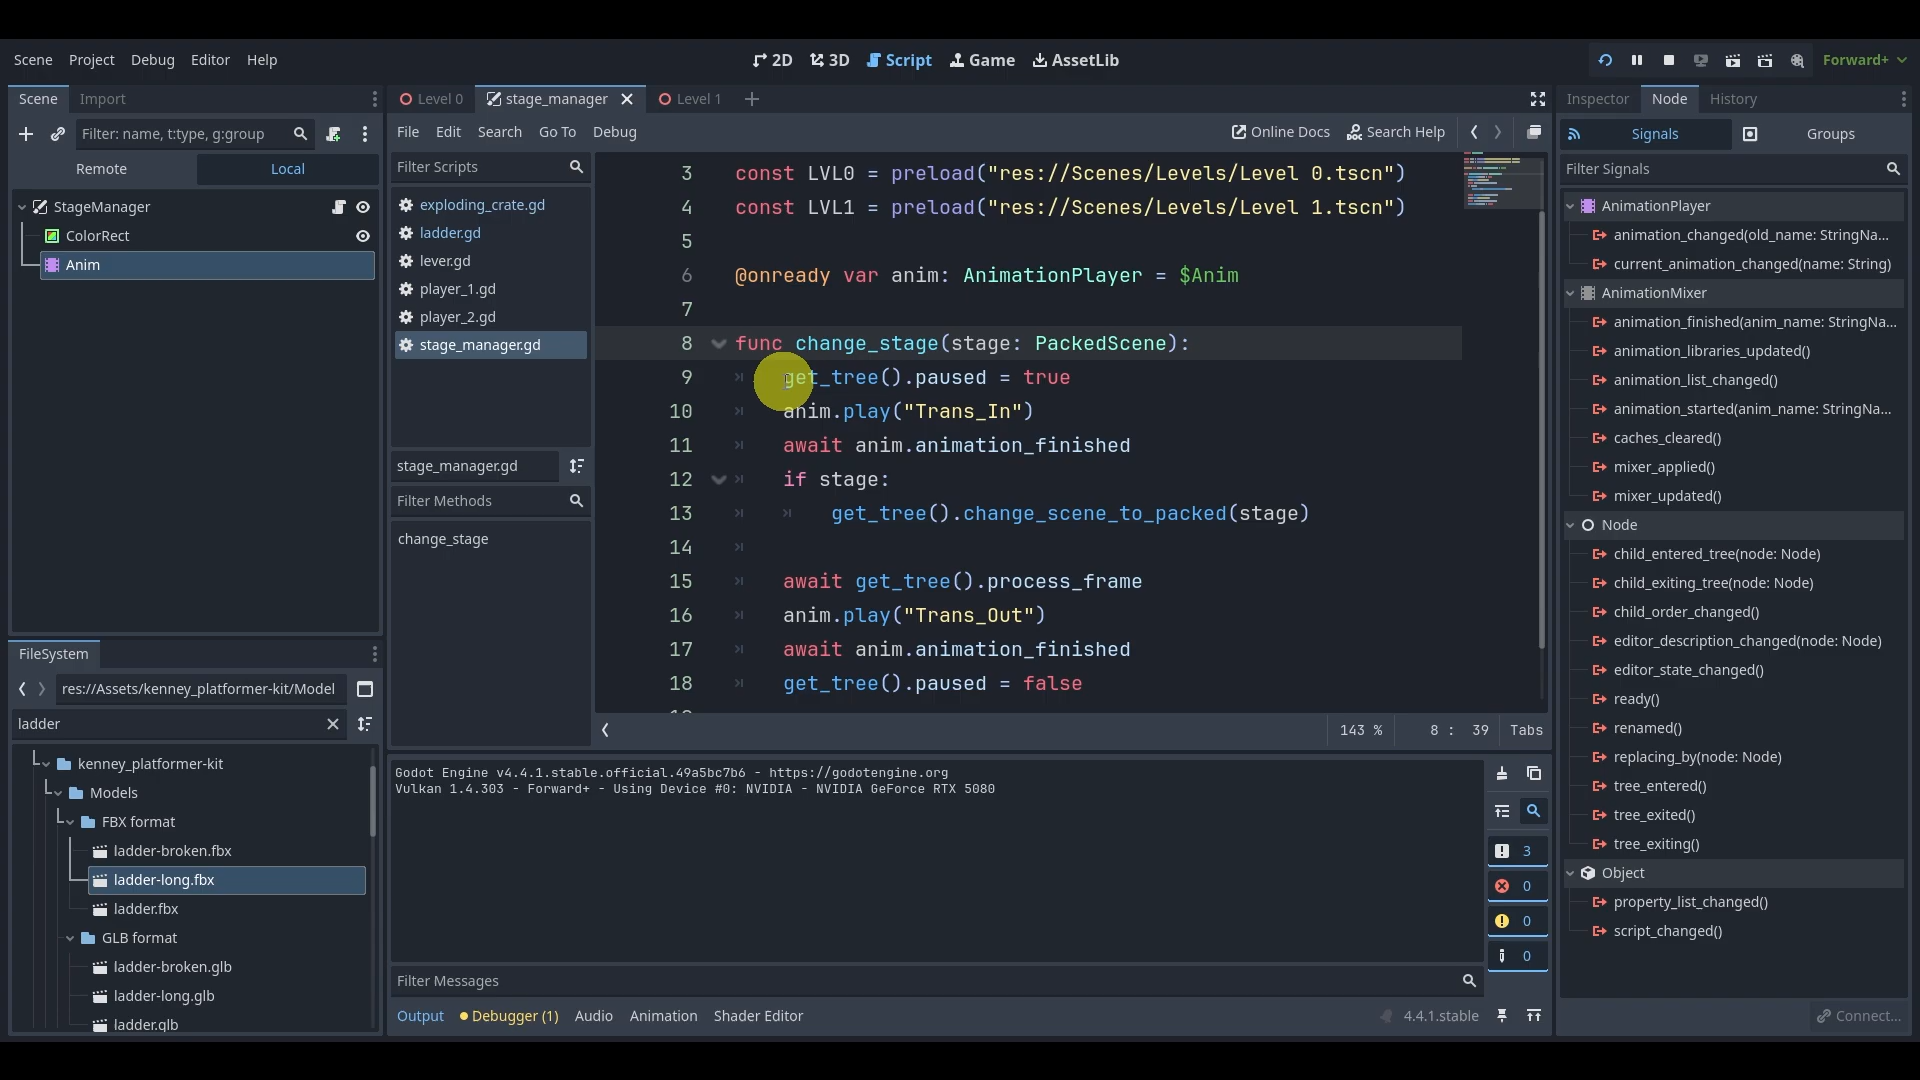 Scene Project Debug Editor Help
2D 3D Script Game AssetLib
Forward+
Scene Import
Level 0 stage_manager Level 1
Inspector Node History
Filter: name, t:type, g:group
File Edit Search Go To Debug
Online Docs Search Help
Signals Groups
Remote Local
Filter Scripts
Filter Signals
StageManager
ColorRect
Anim
exploding_crate.gd
ladder.gd
lever.gd
player_1.gd
player_2.gd
stage_manager.gd
stage_manager.gd
Filter Methods
change_stage
3 const LVL0 = preload("res://Scenes/Levels/Level 0.tscn")
4 const LVL1 = preload("res://Scenes/Levels/Level 1.tscn")
5
6 @onready var anim: AnimationPlayer = $Anim
7
8 func change_stage(stage: PackedScene):
9 get_tree().paused = true
10 anim.play("Trans_In")
11 await anim.animation_finished
12 if stage:
13 get_tree().change_scene_to_packed(stage)
14
15 await get_tree().process_frame
16 anim.play("Trans_Out")
17 await anim.animation_finished
18 get_tree().paused = false
143 % 8 : 39 Tabs
AnimationPlayer
animation_changed(old_name: StringNa...
current_animation_changed(name: String)
AnimationMixer
animation_finished(anim_name: StringNa...
animation_libraries_updated()
animation_list_changed()
animation_started(anim_name: StringNa...
caches_cleared()
mixer_applied()
mixer_updated()
Node
child_entered_tree(node: Node)
child_exiting_tree(node: Node)
child_order_changed()
editor_description_changed(node: Node)
editor_state_changed()
ready()
renamed()
replacing_by(node: Node)
tree_entered()
tree_exited()
tree_exiting()
Object
property_list_changed()
script_changed()
Connect...
FileSystem
res://Assets/kenney_platformer-kit/Model
ladder
kenney_platformer-kit
Models
FBX format
ladder-broken.fbx
ladder-long.fbx
ladder.fbx
GLB format
ladder-broken.glb
ladder-long.glb
ladder.glb
Godot Engine v4.4.1.stable.official.49a5bc7b6 - https://godotengine.org
Vulkan 1.4.303 - Forward+ - Using Device #0: NVIDIA - NVIDIA GeForce RTX 5080
3
0
0
0
Filter Messages
Output Debugger (1) Audio Animation Shader Editor
4.4.1.stable